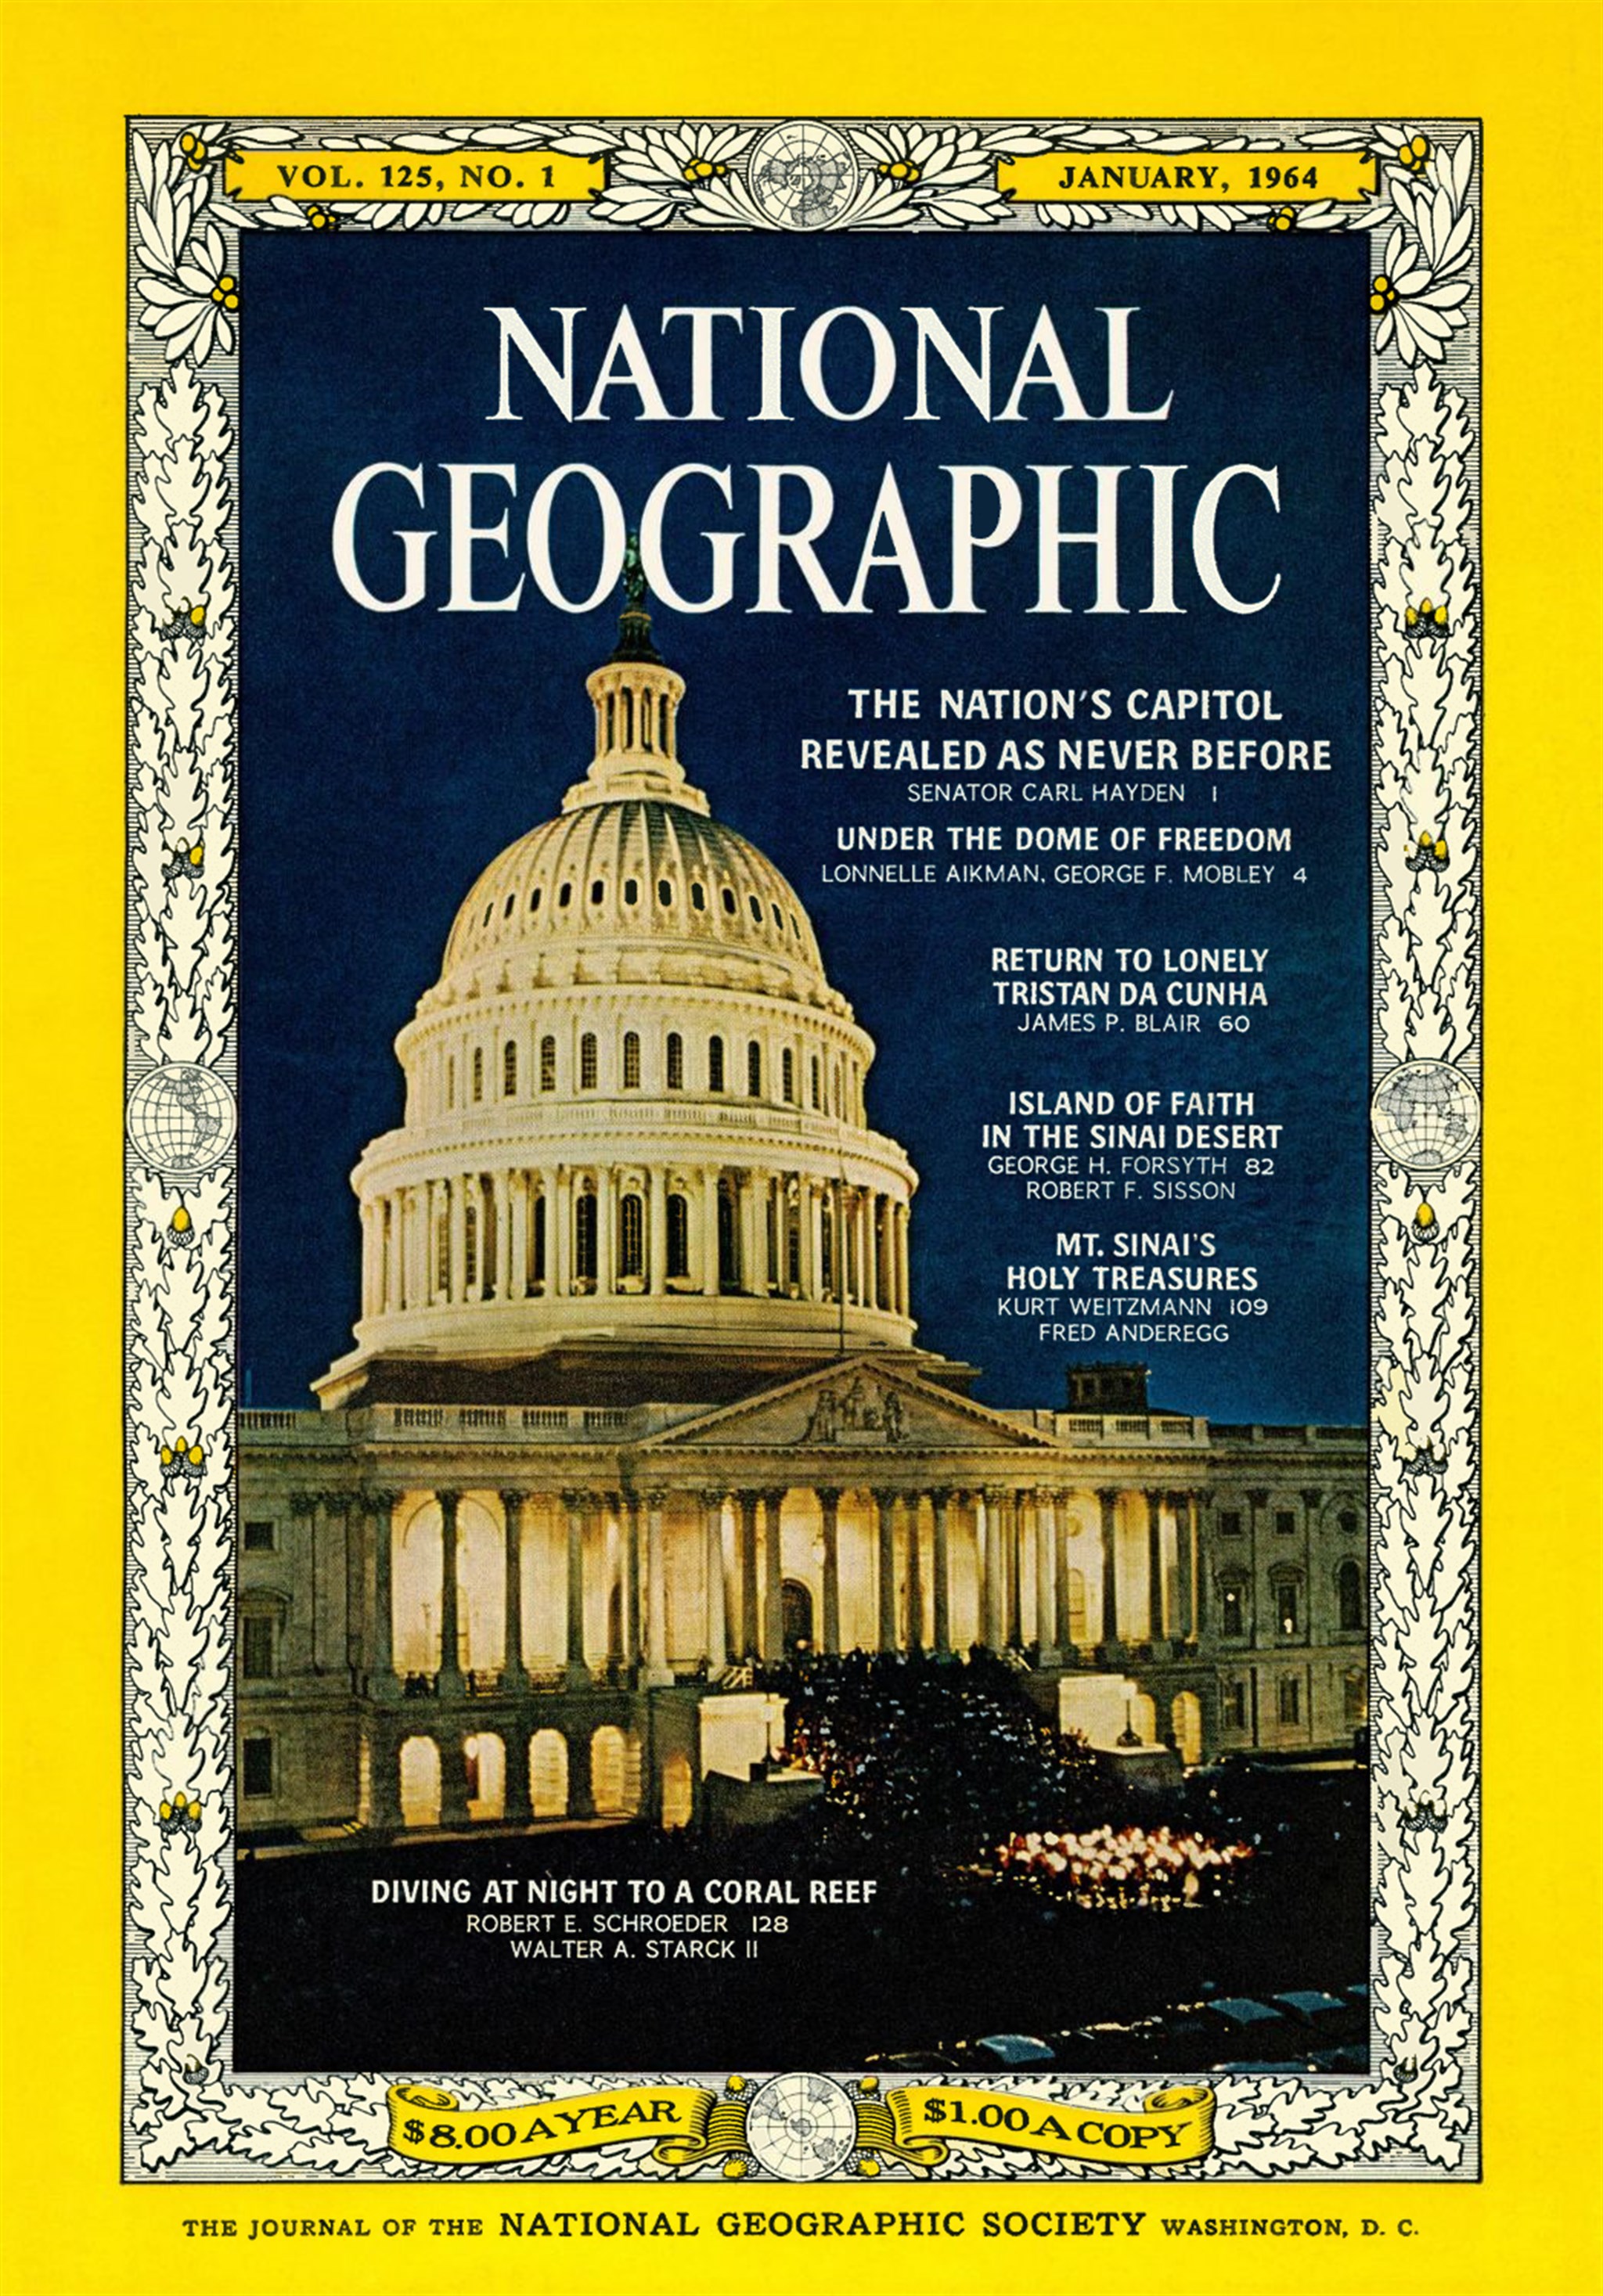 VOL. 125, NO. 1
JANUARY, 1964
NATIONAL
GEOGRAPHIC
THE NATION'S CAPITOL
REVEALED AS NEVER BEFORE
SENATOR CARL HAYDEN 1
UNDER THE DOME OF FREEDOM
LONNELLE AIKMAN, GEORGE F. MOBLEY 4
RETURN TO LONELY
TRISTAN DA CUNHA
JAMES P. BLAIR 60
ISLAND OF FAITH
IN THE SINAI DESERT
GEORGE H. FORSYTH 82
ROBERT F. SISSON
MT. SINAI'S
HOLY TREASURES
KURT WEITZMANN 109
FRED ANDEREGG
DIVING AT NIGHT TO A CORAL REEF
ROBERT E. SCHROEDER 128
WALTER A. STARCK II
$8.00 A YEAR
$1.00 A COPY
THE JOURNAL OF THE NATIONAL GEOGRAPHIC SOCIETY WASHINGTON, D. C.